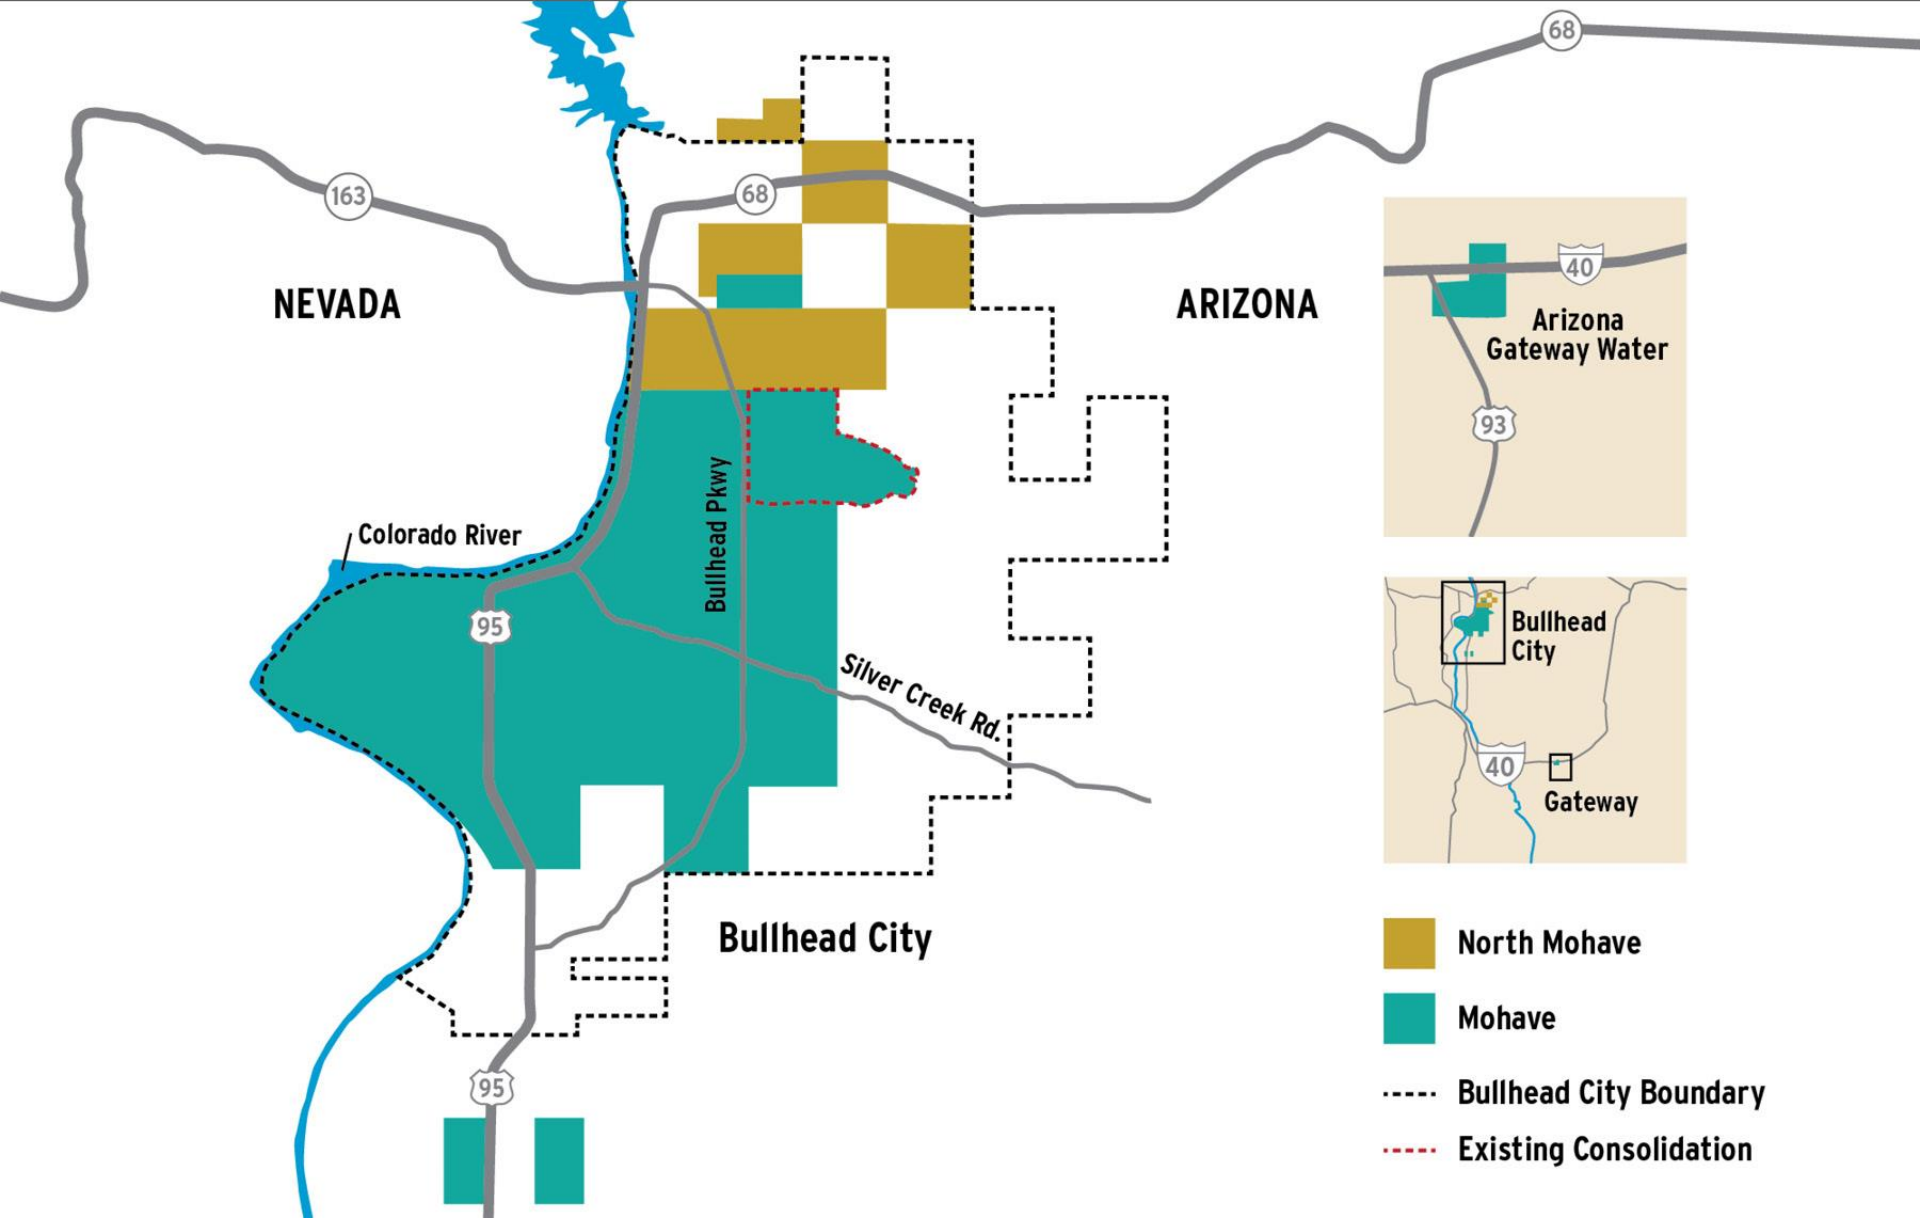 68
163
68
NEVADA
ARIZONA
40
Arizona
Gateway Water
93
Bullhead Pkwy
Colorado River
95
Silver Creek Rd.
Bullhead
City
40
Gateway
Bullhead City
95
North Mohave
Mohave
Bullhead City Boundary
Existing Consolidation